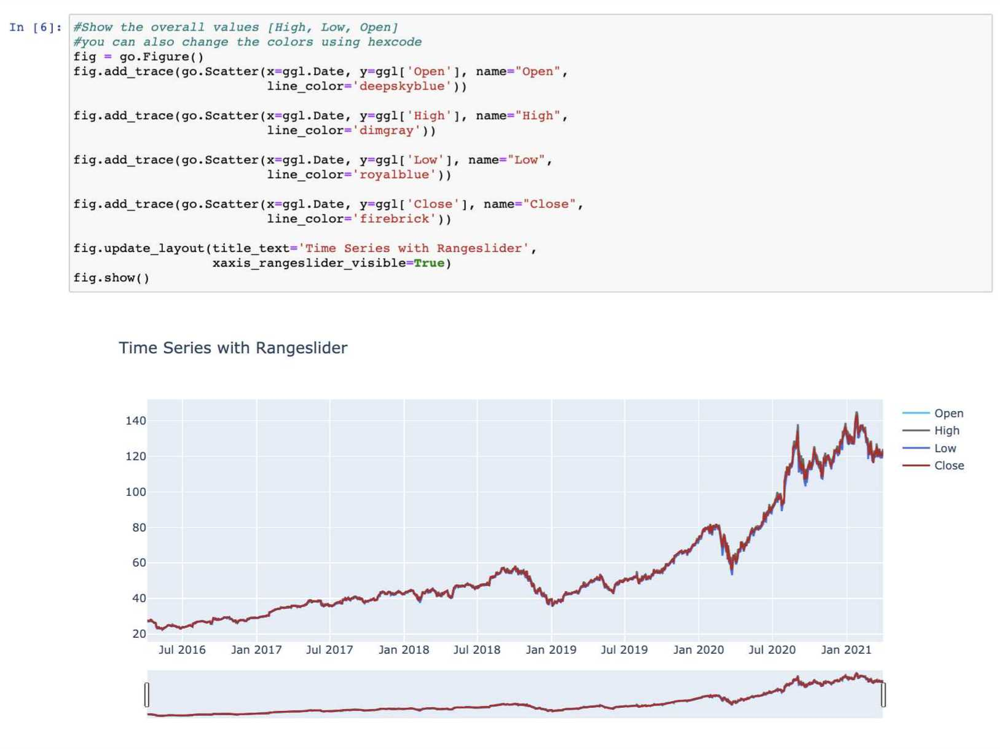 In [6]: #Show the overall values [High, Low, Open]
#you can also change the colors using hexcode
fig = go.Figure()
fig.add_trace(go.Scatter(x=ggl.Date, y=ggl['Open'], name="Open",
                         line_color='deepskyblue'))
fig.add_trace(go.Scatter(x=ggl.Date, y=ggl['High'], name="High",
                         line_color='dimgray'))
fig.add_trace(go.Scatter(x=ggl.Date, y=ggl['Low'], name="Low",
                         line_color='royalblue'))
fig.add_trace(go.Scatter(x=ggl.Date, y=ggl['Close'], name="Close",
                         line_color='firebrick'))
fig.update_layout(title_text='Time Series with Rangeslider',
                  xaxis_rangeslider_visible=True)
fig.show()
Time Series with Rangeslider
140
120
100
80
60
40
20
Jul 2016 Jan 2017 Jul 2017 Jan 2018 Jul 2018 Jan 2019 Jul 2019 Jan 2020 Jul 2020 Jan 2021
Open
High
Low
Close